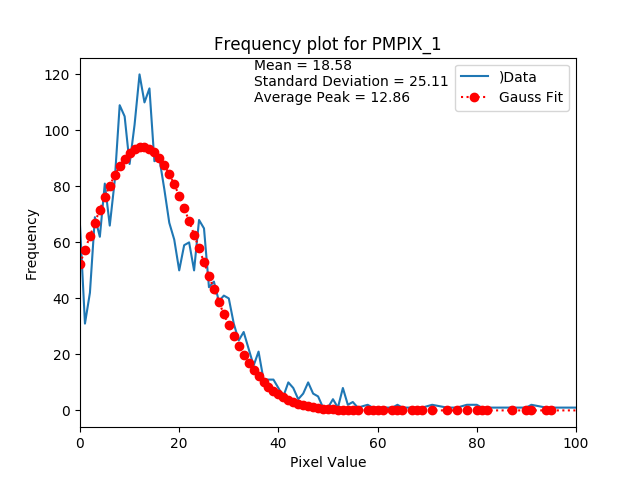 Frequency plot for PMPIX_1
Mean = 18.58
Standard Deviation = 25.11
Average Peak = 12.86
)Data
Gauss Fit
Frequency
120
100
80
60
40
20
0
0 20 40 60 80 100
Pixel Value